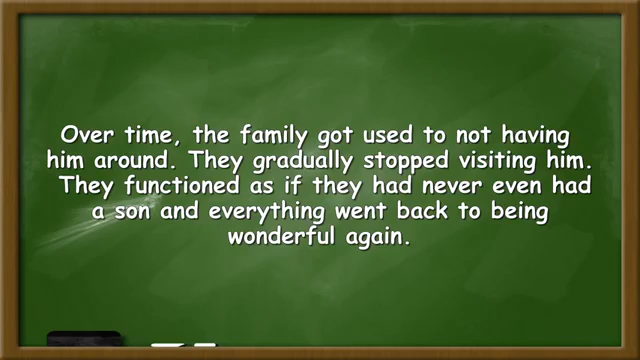 Over time, the family got used to not having
him around. They gradually stopped visiting him.
They functioned as if they had never even had
a son and everything went back to being
wonderful again.